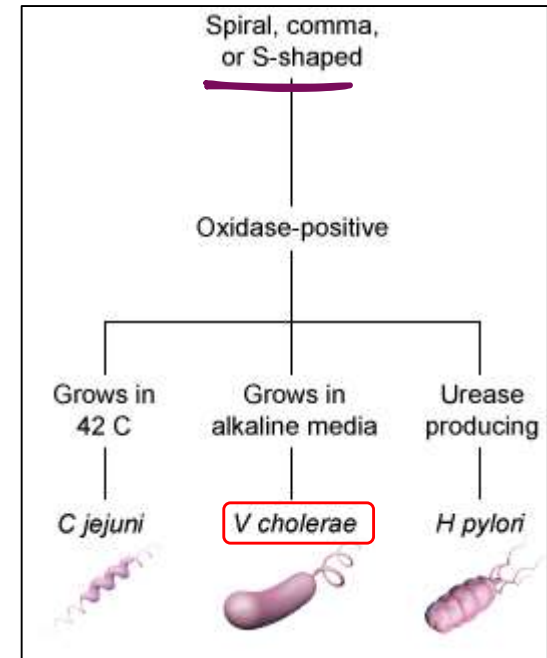 Spiral, comma,
or S-shaped
Oxidase-positive
Grows in
42 C
Grows in
alkaline media
Urease
producing
C jejuni
V cholerae
H pylori